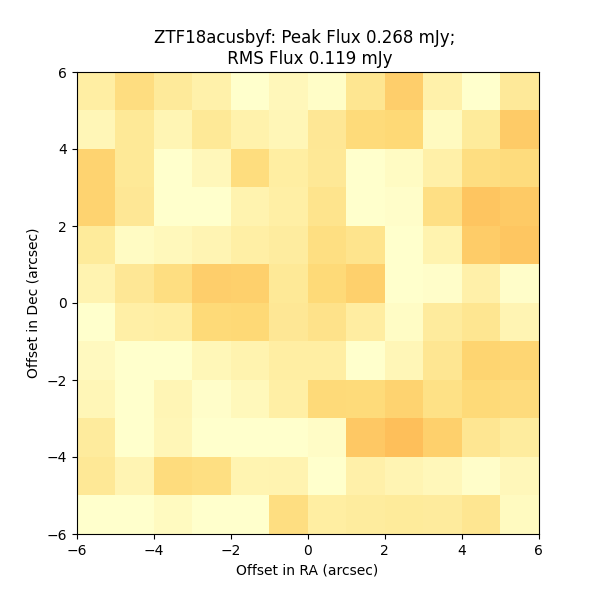 ZTF18acusbyf: Peak Flux 0.268 mJy;
RMS Flux 0.119 mJy
6
4
2
0
−2
−4
−6
Offset in Dec (arcsec)
−6 −4 −2 0 2 4 6
Offset in RA (arcsec)